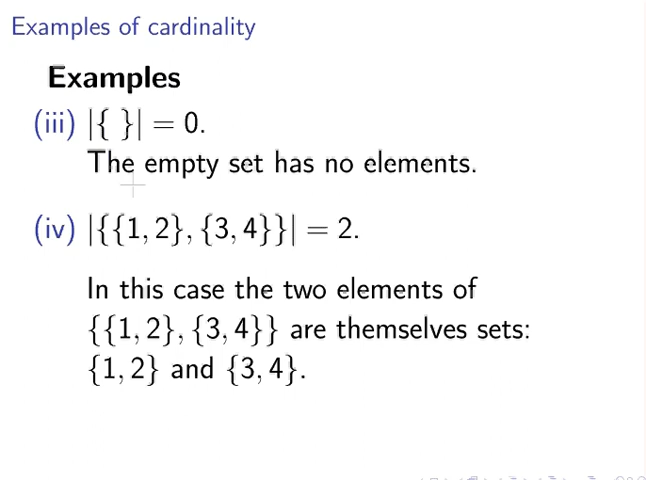 Examples of cardinality
Examples
(iii) |{ }| = 0.
The empty set has no elements.
(iv) |{{1, 2}, {3, 4}}| = 2.
In this case the two elements of
{{1, 2}, {3, 4}} are themselves sets:
{1, 2} and {3, 4}.